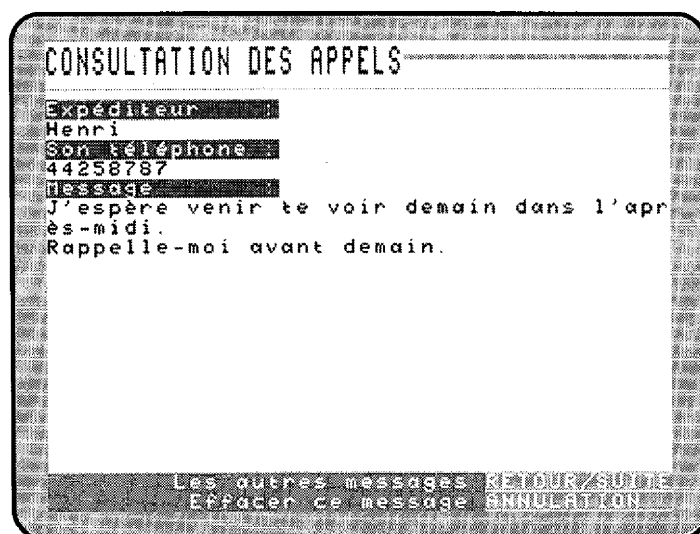 CONSULTATION DES APPELS
Expéditeur :
Henri
Son téléphone :
44258787
Message :
J'espère venir te voir demain dans l'apr
ès-midi.
Rappelle-moi avant demain.
Les autres messages RETOUR/SUITE
Effacer ce message ANNULATION